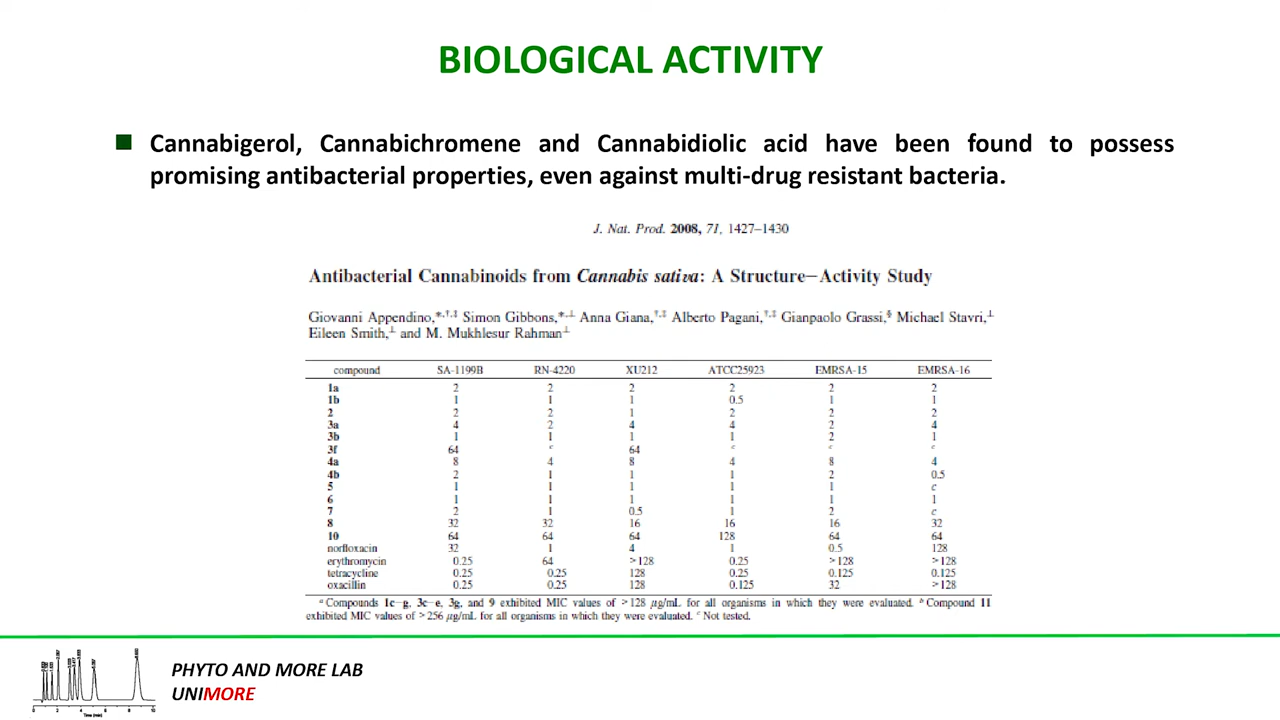 BIOLOGICAL ACTIVITY
Cannabigerol, Cannabichromene and Cannabidiolic acid have been found to possess
promising antibacterial properties, even against multi-drug resistant bacteria.
J. Nat. Prod. 2008, 71, 1427–1430
Antibacterial Cannabinoids from Cannabis sativa: A Structure−Activity Study
Giovanni Appendino,*,†,‡ Simon Gibbons,*,⊥ Anna Giana,†,‡ Alberto Pagani,†,‡ Gianpaolo Grassi,§ Michael Stavri,⊥
Eileen Smith,⊥ and M. Mukhlesur Rahman⊥
compound SA-1199B RN-4220 XU212 ATCC25923 EMRSA-15 EMRSA-16
1a 2 2 2 2 2 2
1b 1 1 1 0.5 1 1
2 2 2 1 2 2 2
3a 4 2 4 4 2 4
3b 1 1 1 1 2 1
3f 64 c 64 c c c
4a 8 4 8 4 8 4
4b 2 1 1 1 2 0.5
5 1 1 1 1 1 c
6 1 1 1 1 1 1
7 2 1 0.5 1 2 c
8 32 32 16 16 16 32
10 64 64 64 128 64 64
norfloxacin 32 1 4 1 0.5 128
erythromycin 0.25 64 >128 0.25 >128 >128
tetracycline 0.25 0.25 128 0.25 0.125 0.125
oxacillin 0.25 0.25 128 0.125 32 >128
a Compounds 1c–g, 3c–e, 3g, and 9 exhibited MIC values of >128 μg/mL for all organisms in which they were evaluated. b Compound 11
exhibited MIC values of >256 μg/mL for all organisms in which they were evaluated. c Not tested.
PHYTO AND MORE LAB
UNIMORE
0 2 4 6 8 10
Time (min)